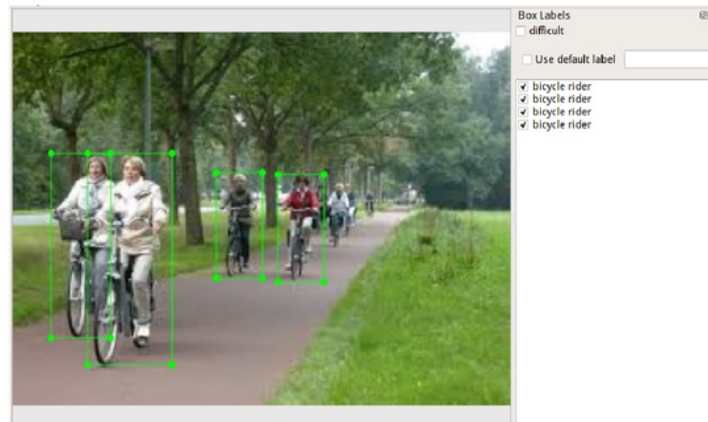 Box Labels
difficult
Use default label
bicycle rider
bicycle rider
bicycle rider
bicycle rider